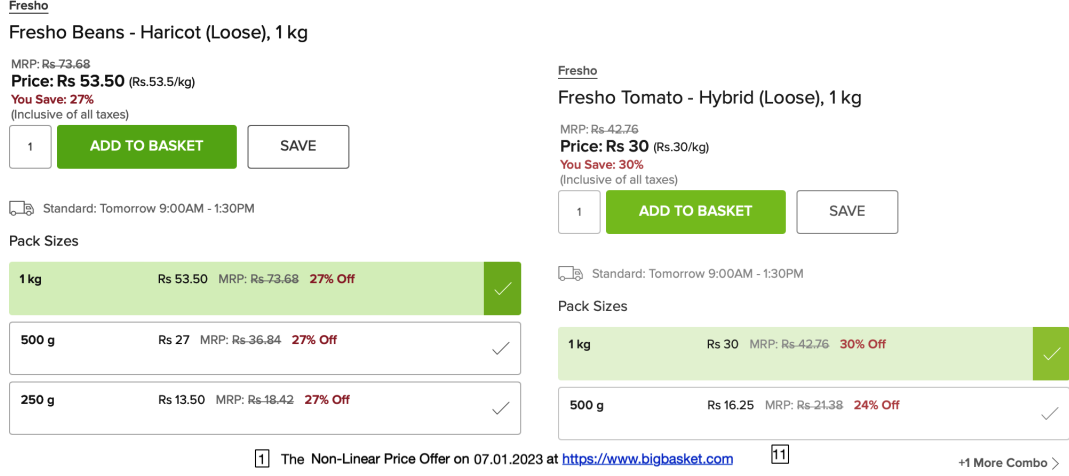 Fresho
Fresho Beans - Haricot (Loose), 1 kg
MRP: Rs 73.68
Price: Rs 53.50 (Rs.53.5/kg)
You Save: 27%
(Inclusive of all taxes)
1 ADD TO BASKET SAVE
Standard: Tomorrow 9:00AM - 1:30PM
Pack Sizes
1 kg Rs 53.50 MRP: Rs 73.68 27% Off
500 g Rs 27 MRP: Rs 36.84 27% Off
250 g Rs 13.50 MRP: Rs 18.42 27% Off
Fresho
Fresho Tomato - Hybrid (Loose), 1 kg
MRP: Rs 42.76
Price: Rs 30 (Rs.30/kg)
You Save: 30%
(Inclusive of all taxes)
1 ADD TO BASKET SAVE
Standard: Tomorrow 9:00AM - 1:30PM
Pack Sizes
1 kg Rs 30 MRP: Rs 42.76 30% Off
500 g Rs 16.25 MRP: Rs 21.38 24% Off
+1 More Combo
1 The Non-Linear Price Offer on 07.01.2023 at https://www.bigbasket.com 11